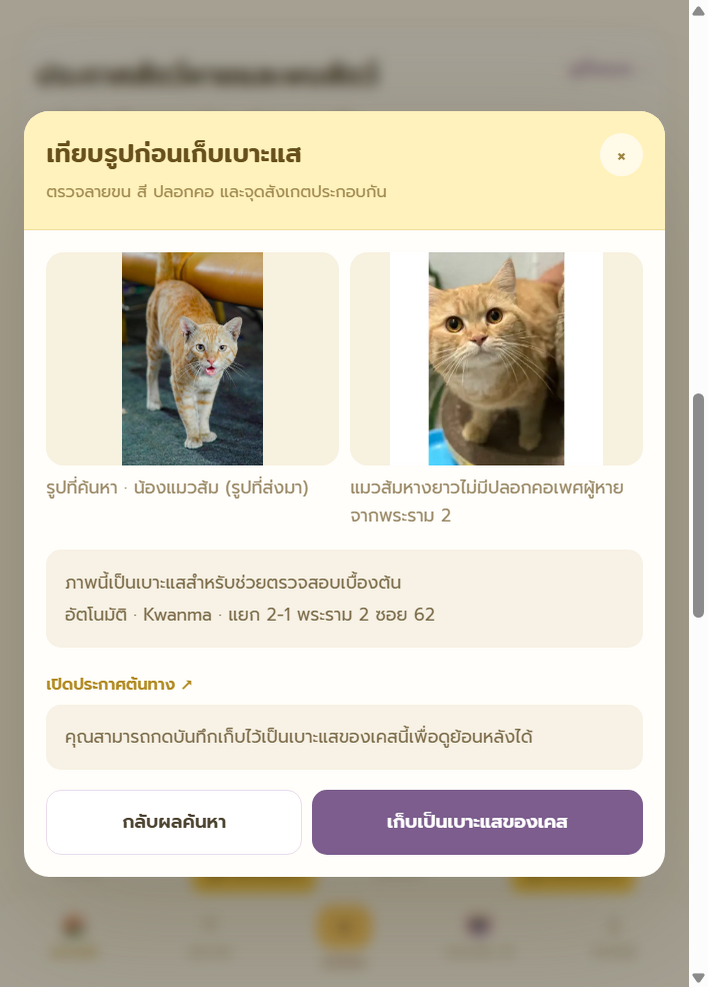 เทียบรูปก่อนเก็บเบาะแส
×
ตรวจลายขน สี ปลอกคอ และจุดสังเกตประกอบกัน
รูปที่ค้นหา · น้องแมวส้ม (รูปที่ส่งมา)
แมวส้มหางยาวไม่มีปลอกคอเพศผู้หาย
จากพระราม 2
ภาพนี้เป็นเบาะแสสำหรับช่วยตรวจสอบเบื้องต้น
อัตโนมัติ · Kwanma · แยก 2-1 พระราม 2 ซอย 62
เปิดประกาศต้นทาง ↗
คุณสามารถกดบันทึกเก็บไว้เป็นเบาะแสของเคสนี้เพื่อดูย้อนหลังได้
กลับผลค้นหา
เก็บเป็นเบาะแสของเคส